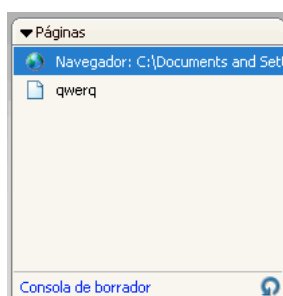 Páginas
Navegador: C:\Documents and Set
qwerq
Consola de borrador